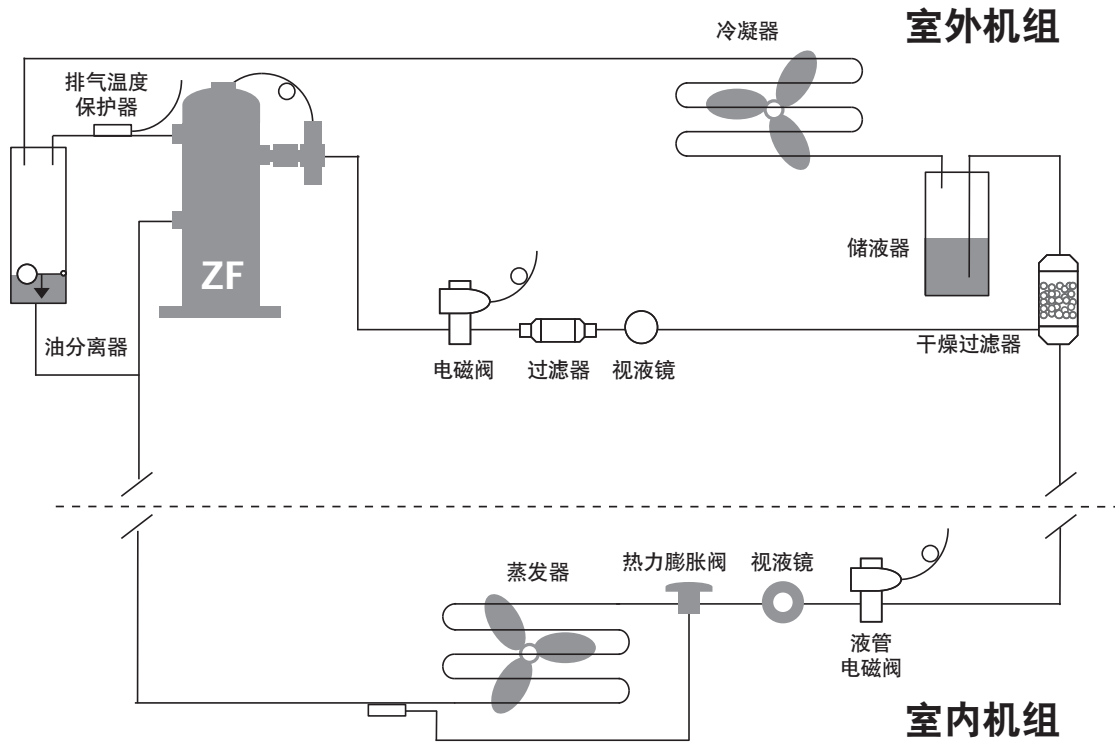 室外机组
冷凝器
排气温度
保护器
ZF
储液器
油分离器
电磁阀
过滤器
视液镜
干燥过滤器
蒸发器
热力膨胀阀
视液镜
液管
电磁阀
室内机组